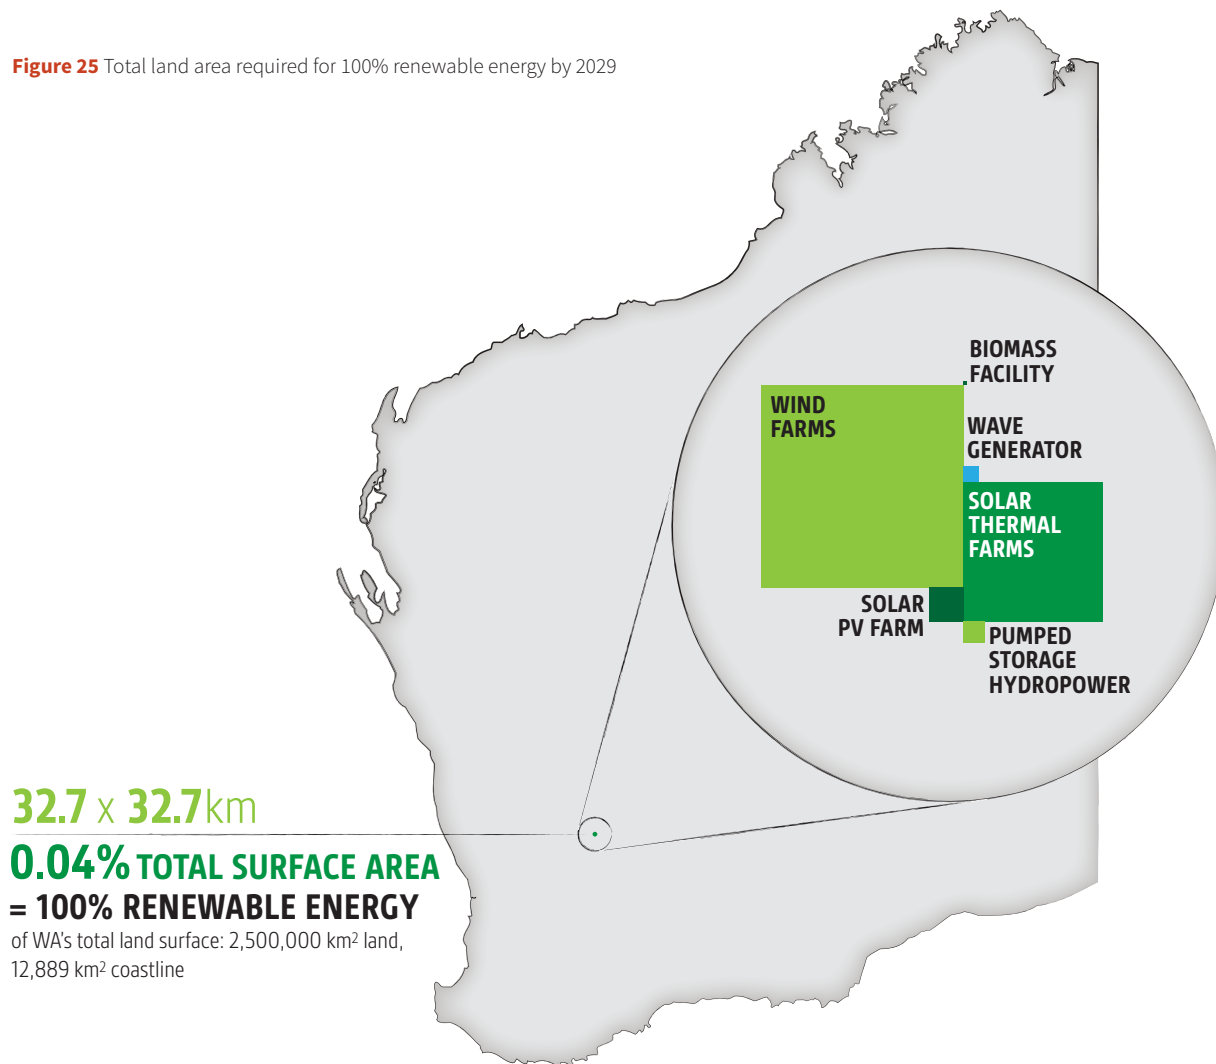 Figure 25 Total land area required for 100% renewable energy by 2029
BIOMASS
FACILITY
WIND
FARMS
WAVE
GENERATOR
SOLAR
THERMAL
FARMS
SOLAR
PV FARM
PUMPED
STORAGE
HYDROPOWER
32.7 x 32.7km
0.04% TOTAL SURFACE AREA
= 100% RENEWABLE ENERGY
of WA's total land surface: 2,500,000 km² land,
12,889 km² coastline